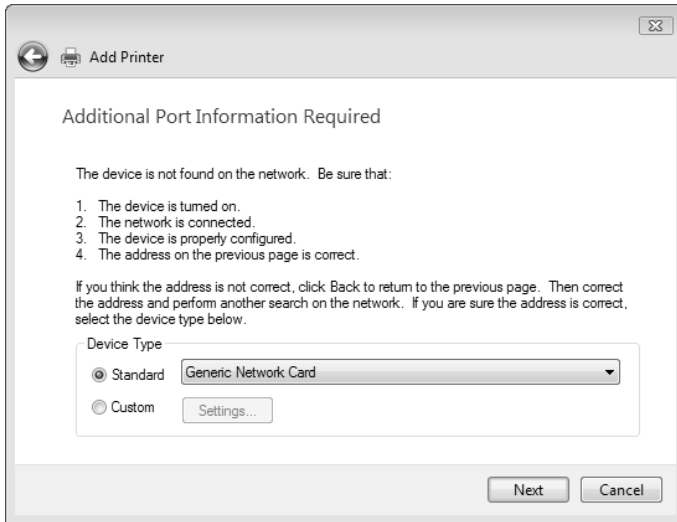 Add Printer
Additional Port Information Required
The device is not found on the network.  Be sure that:
1.  The device is turned on.
2.  The network is connected.
3.  The device is properly configured.
4.  The address on the previous page is correct.
If you think the address is not correct, click Back to return to the previous page.  Then correct
the address and perform another search on the network.  If you are sure the address is correct,
select the device type below.
Device Type
Standard Generic Network Card
Custom Settings...
Next Cancel